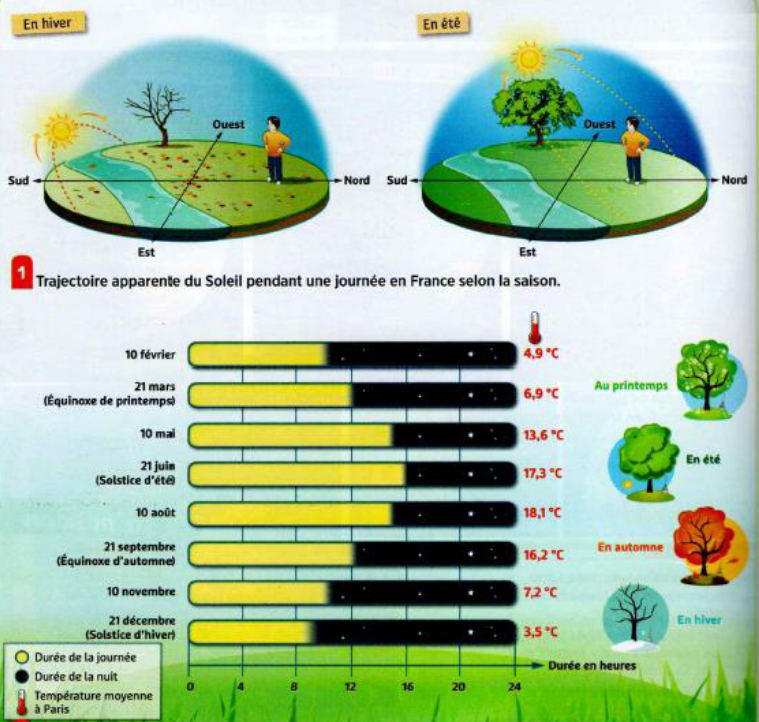 En hiver
En été
Ouest
Sud
Nord
Est
Ouest
Sud
Nord
Est
1 Trajectoire apparente du Soleil pendant une journée en France selon la saison.
10 février
4,9 °C
21 mars
(Équinoxe de printemps)
6,9 °C
Au printemps
10 mai
13,6 °C
21 juin
(Solstice d'été)
17,3 °C
En été
10 août
18,1 °C
21 septembre
(Équinoxe d'automne)
16,2 °C
En automne
10 novembre
7,2 °C
21 décembre
(Solstice d'hiver)
3,5 °C
En hiver
Durée en heures
0 4 8 12 16 20 24
Durée de la journée
Durée de la nuit
Température moyenne
à Paris